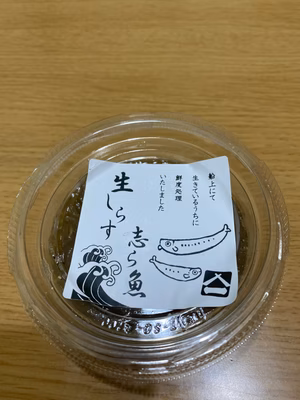 船上にて
生きているうちに
鮮度処理
いたしました
生しらす
志ら魚